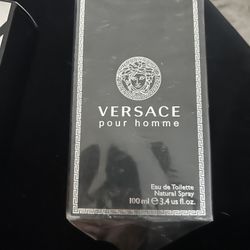 VERSACE
pour homme
Eau de Toilette
Natural Spray
100 ml ℮ 3.4 us fl.oz.